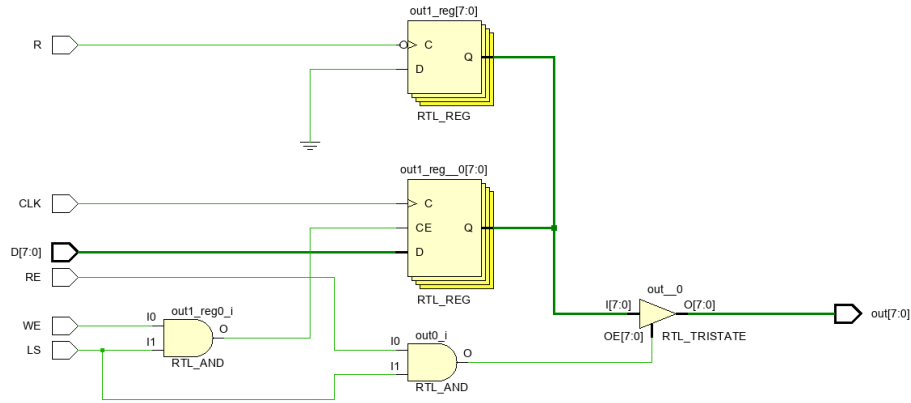 out1_reg[7:0]
R
C
Q
D
RTL_REG
out1_reg__0[7:0]
CLK
C
CE
Q
D[7:0]
D
RE
RTL_REG
out1_reg0_i
out__0
I[7:0]
O[7:0]
out[7:0]
WE
I0
O
out0_i
OE[7:0]
RTL_TRISTATE
LS
I1
I0
O
RTL_AND
I1
RTL_AND